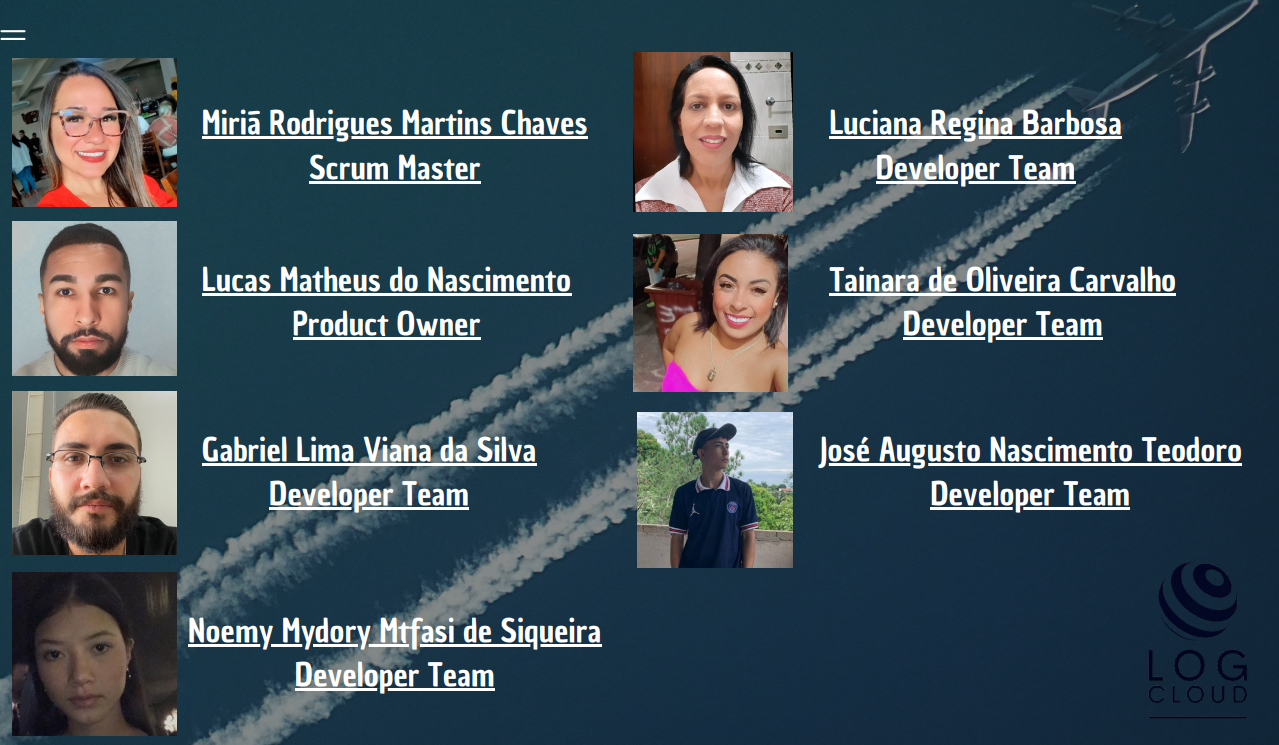 Miriã Rodrigues Martins Chaves
Scrum Master
Lucas Matheus do Nascimento
Product Owner
Gabriel Lima Viana da Silva
Developer Team
Noemy Mydory Mtfasi de Siqueira
Developer Team
Luciana Regina Barbosa
Developer Team
Tainara de Oliveira Carvalho
Developer Team
José Augusto Nascimento Teodoro
Developer Team
LOG
CLOUD